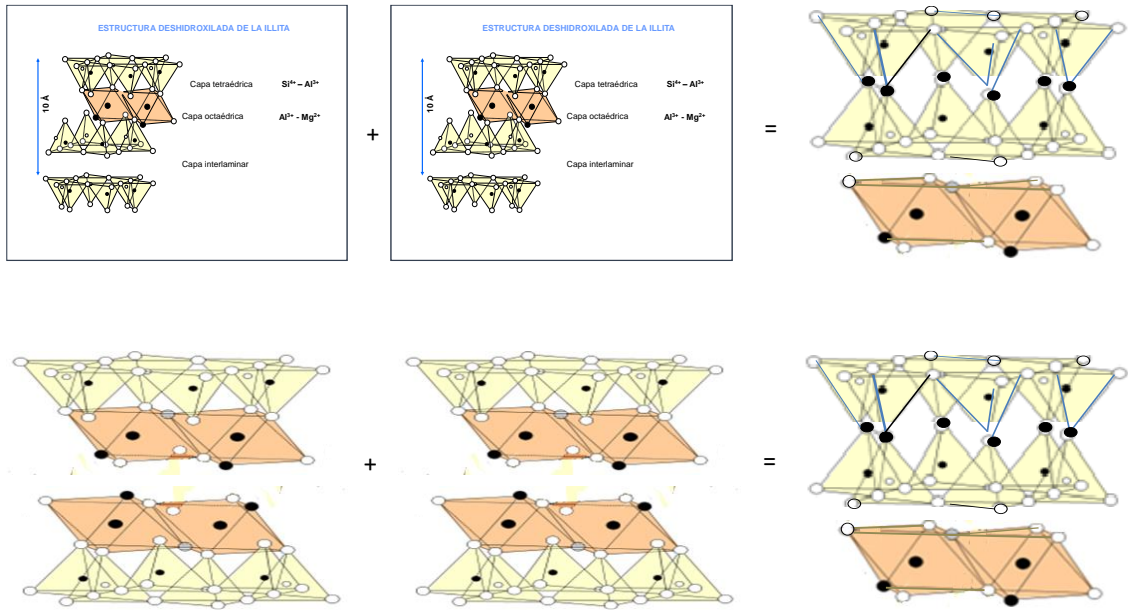 ESTRUCTURA DESHIDROXILADA DE LA ILLITA
10 Å
Capa tetraédrica
Si⁴⁺ – Al³⁺
Capa octaédrica
Al³⁺ - Mg²⁺
Capa interlaminar
+
ESTRUCTURA DESHIDROXILADA DE LA ILLITA
10 Å
Capa tetraédrica
Si⁴⁺ – Al³⁺
Capa octaédrica
Al³⁺ - Mg²⁺
Capa interlaminar
=
+
=